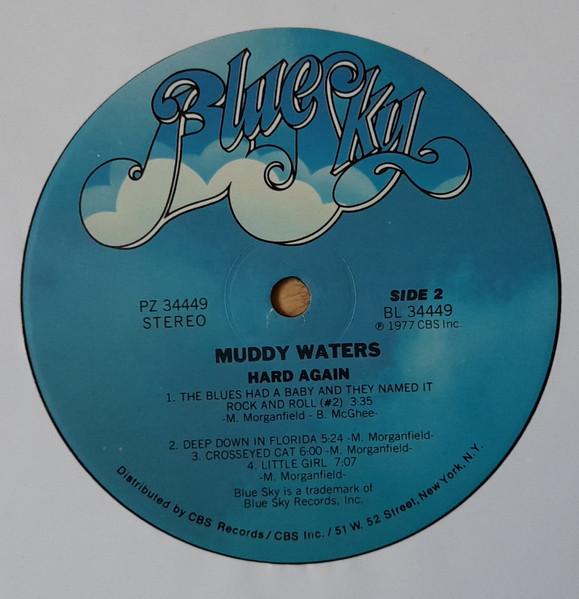 Blue Sky
PZ 34449
STEREO
SIDE 2
BL 34449
℗ 1977 CBS Inc.
MUDDY WATERS
HARD AGAIN
1. THE BLUES HAD A BABY AND THEY NAMED IT
ROCK AND ROLL (#2) 3:35
-M. Morganfield - B. McGhee-
2. DEEP DOWN IN FLORIDA 5:24 -M. Morganfield-
3. CROSSEYED CAT 6:00 -M. Morganfield-
4. LITTLE GIRL 7:07
-M. Morganfield-
Blue Sky is a trademark of
Blue Sky Records, Inc.
Distributed by CBS Records/CBS Inc./51 W. 52 Street, New York, N.Y.